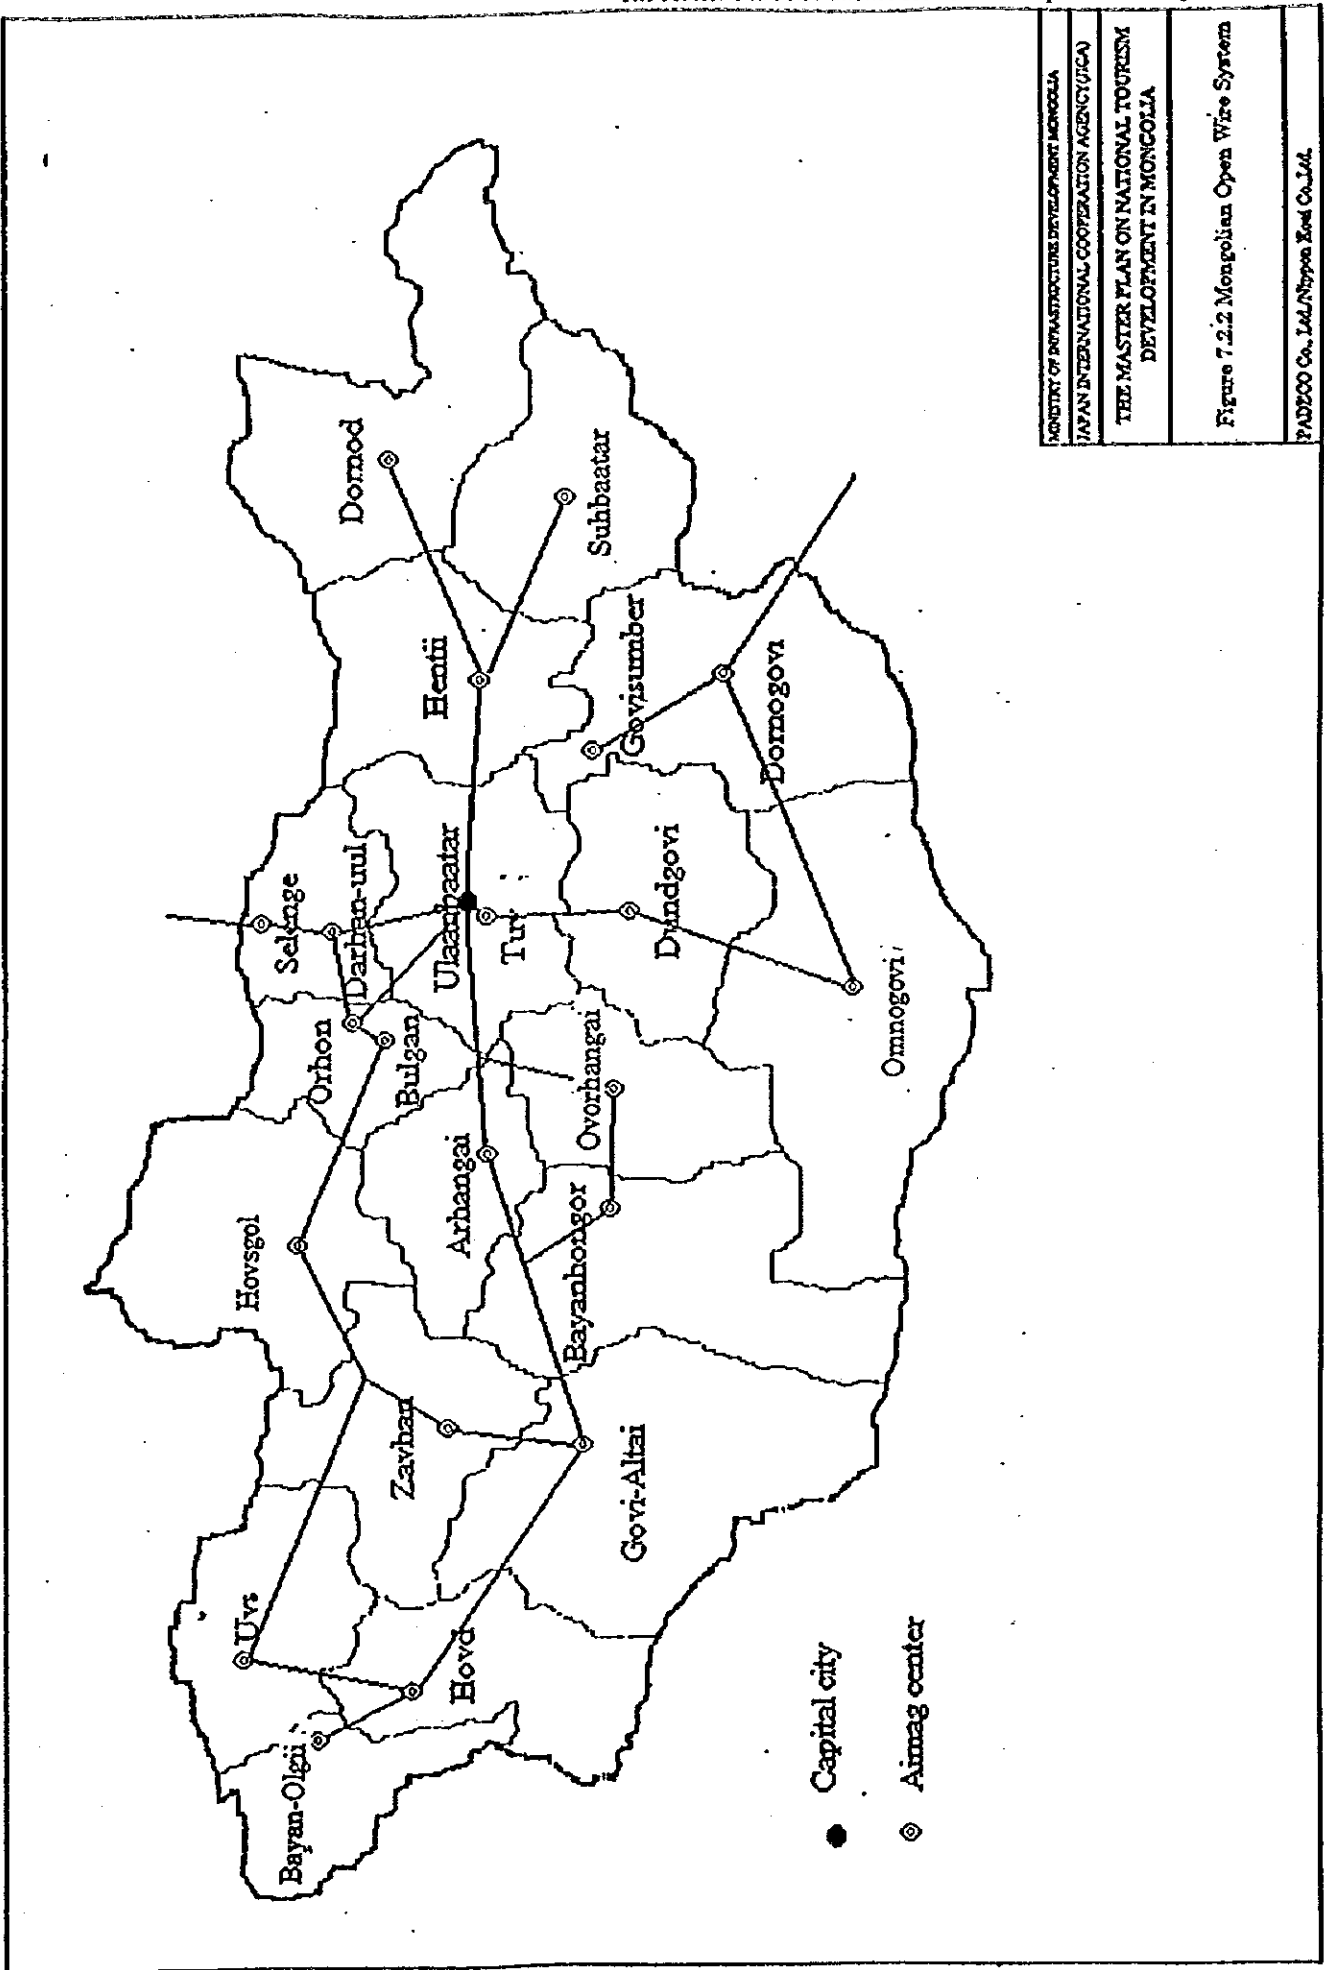 Bayan-Olgii
Uvs
Hovd
Zavhan
Govi-Altai
Hovsgol
Arhangai
Bayanhongor
Orhon
Bulgan
Ovorhangai
Selenge
Darhan-uul
Ulaanbaatar
Tuv
Dundgovi
Omnogovi
Hentii
Govisumber
Dornogovi
Dornod
Suhbaatar
Capital city
Aimag center
MINISTRY OF INFRASTRUCTURE DEVELOPMENT MONGOLIA
JAPAN INTERNATIONAL COOPERATION AGENCY(JICA)
THE MASTER PLAN ON NATIONAL TOURISM
DEVELOPMENT IN MONGOLIA
Figure 7.2.2 Mongolian Open Wire System
PADECO Co., Ltd./Nippon Koei Co.,Ltd.